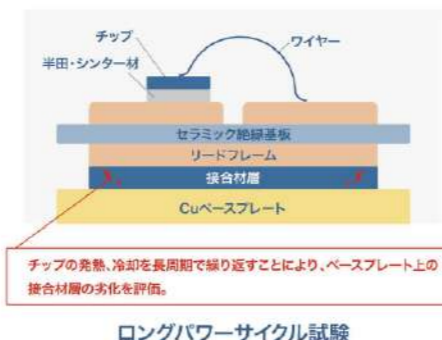 チップ
ワイヤー
半田・シンター材
セラミック絶縁基板
リードフレーム
接合材層
Cuベースプレート
チップの発熱、冷却を長周期で繰り返すことにより、ベースプレート上の
接合材層の劣化を評価。
ロングパワーサイクル試験